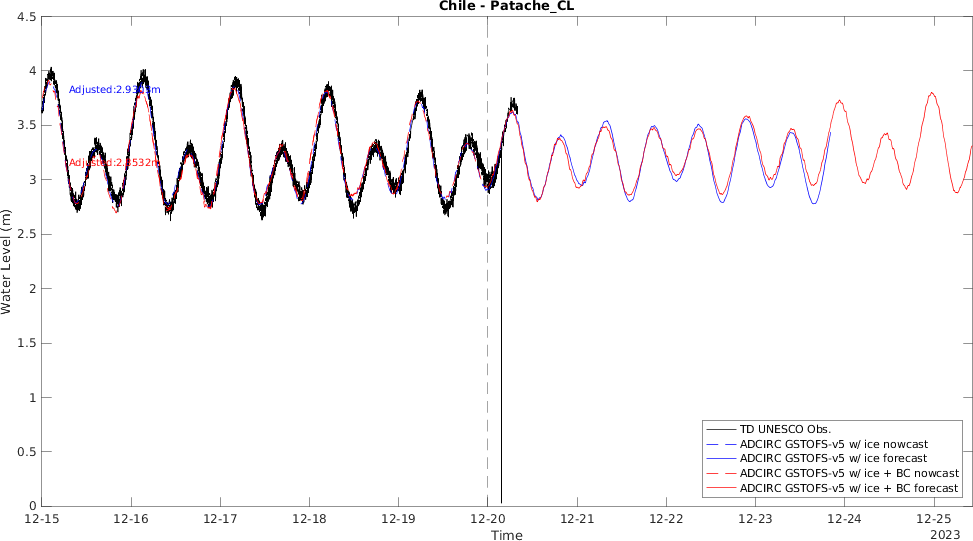 Chile - Patache_CL
4.5
4
3.5
3
2.5
2
1.5
1
0.5
0
Water Level (m)
TD UNESCO Obs.
ADCIRC GSTOFS-v5 w/ ice nowcast
ADCIRC GSTOFS-v5 w/ ice forecast
ADCIRC GSTOFS-v5 w/ ice + BC nowcast
ADCIRC GSTOFS-v5 w/ ice + BC forecast
12-15 12-16 12-17 12-18 12-19 12-20 12-21 12-22 12-23 12-24 12-25
Time
2023